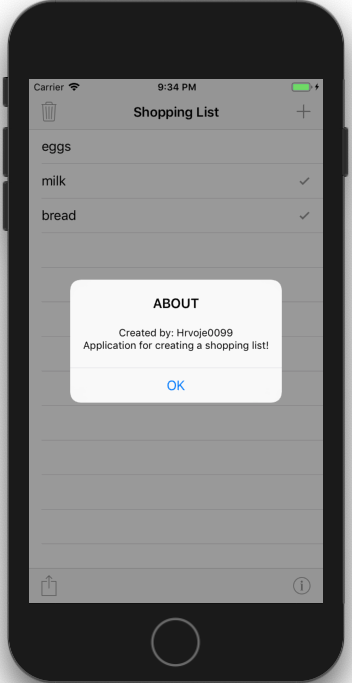 Carrier 9:34 PM
Shopping List
eggs
milk
bread
ABOUT
Created by: Hrvoje0099
Application for creating a shopping list!
OK